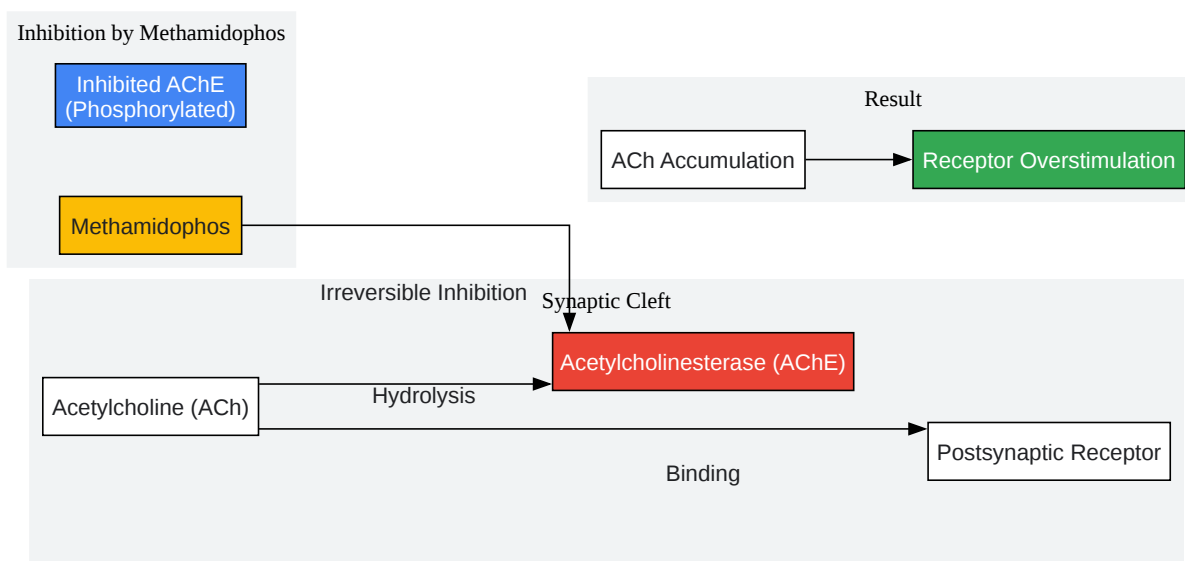 Inhibition by Methamidophos
Inhibited AChE
(Phosphorylated)
Methamidophos
Result
ACh Accumulation
Receptor Overstimulation
Irreversible Inhibition
Synaptic Cleft
Acetylcholinesterase (AChE)
Acetylcholine (ACh)
Hydrolysis
Postsynaptic Receptor
Binding